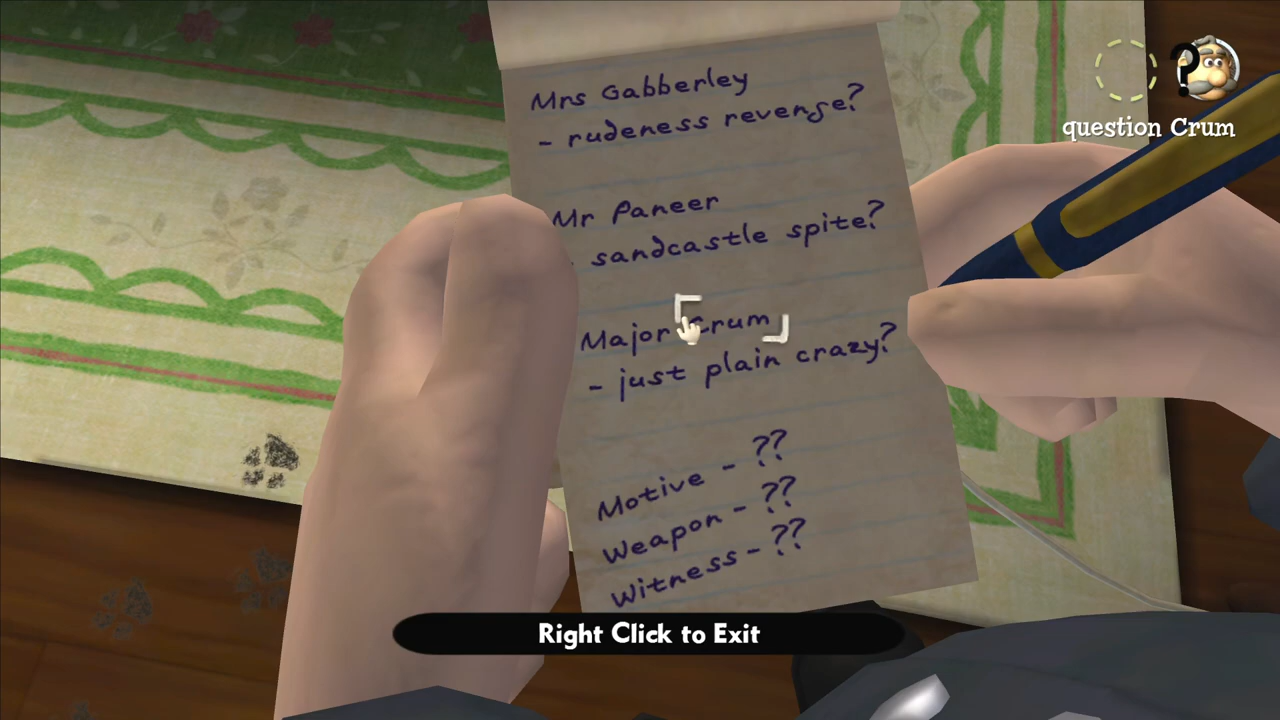 Mrs Gabberley
- rudeness revenge?
Mr Paneer
- sandcastle spite?
Major Crum
- just plain crazy?
Motive - ??
Weapon - ??
Witness - ??
?
question Crum
Right Click to Exit